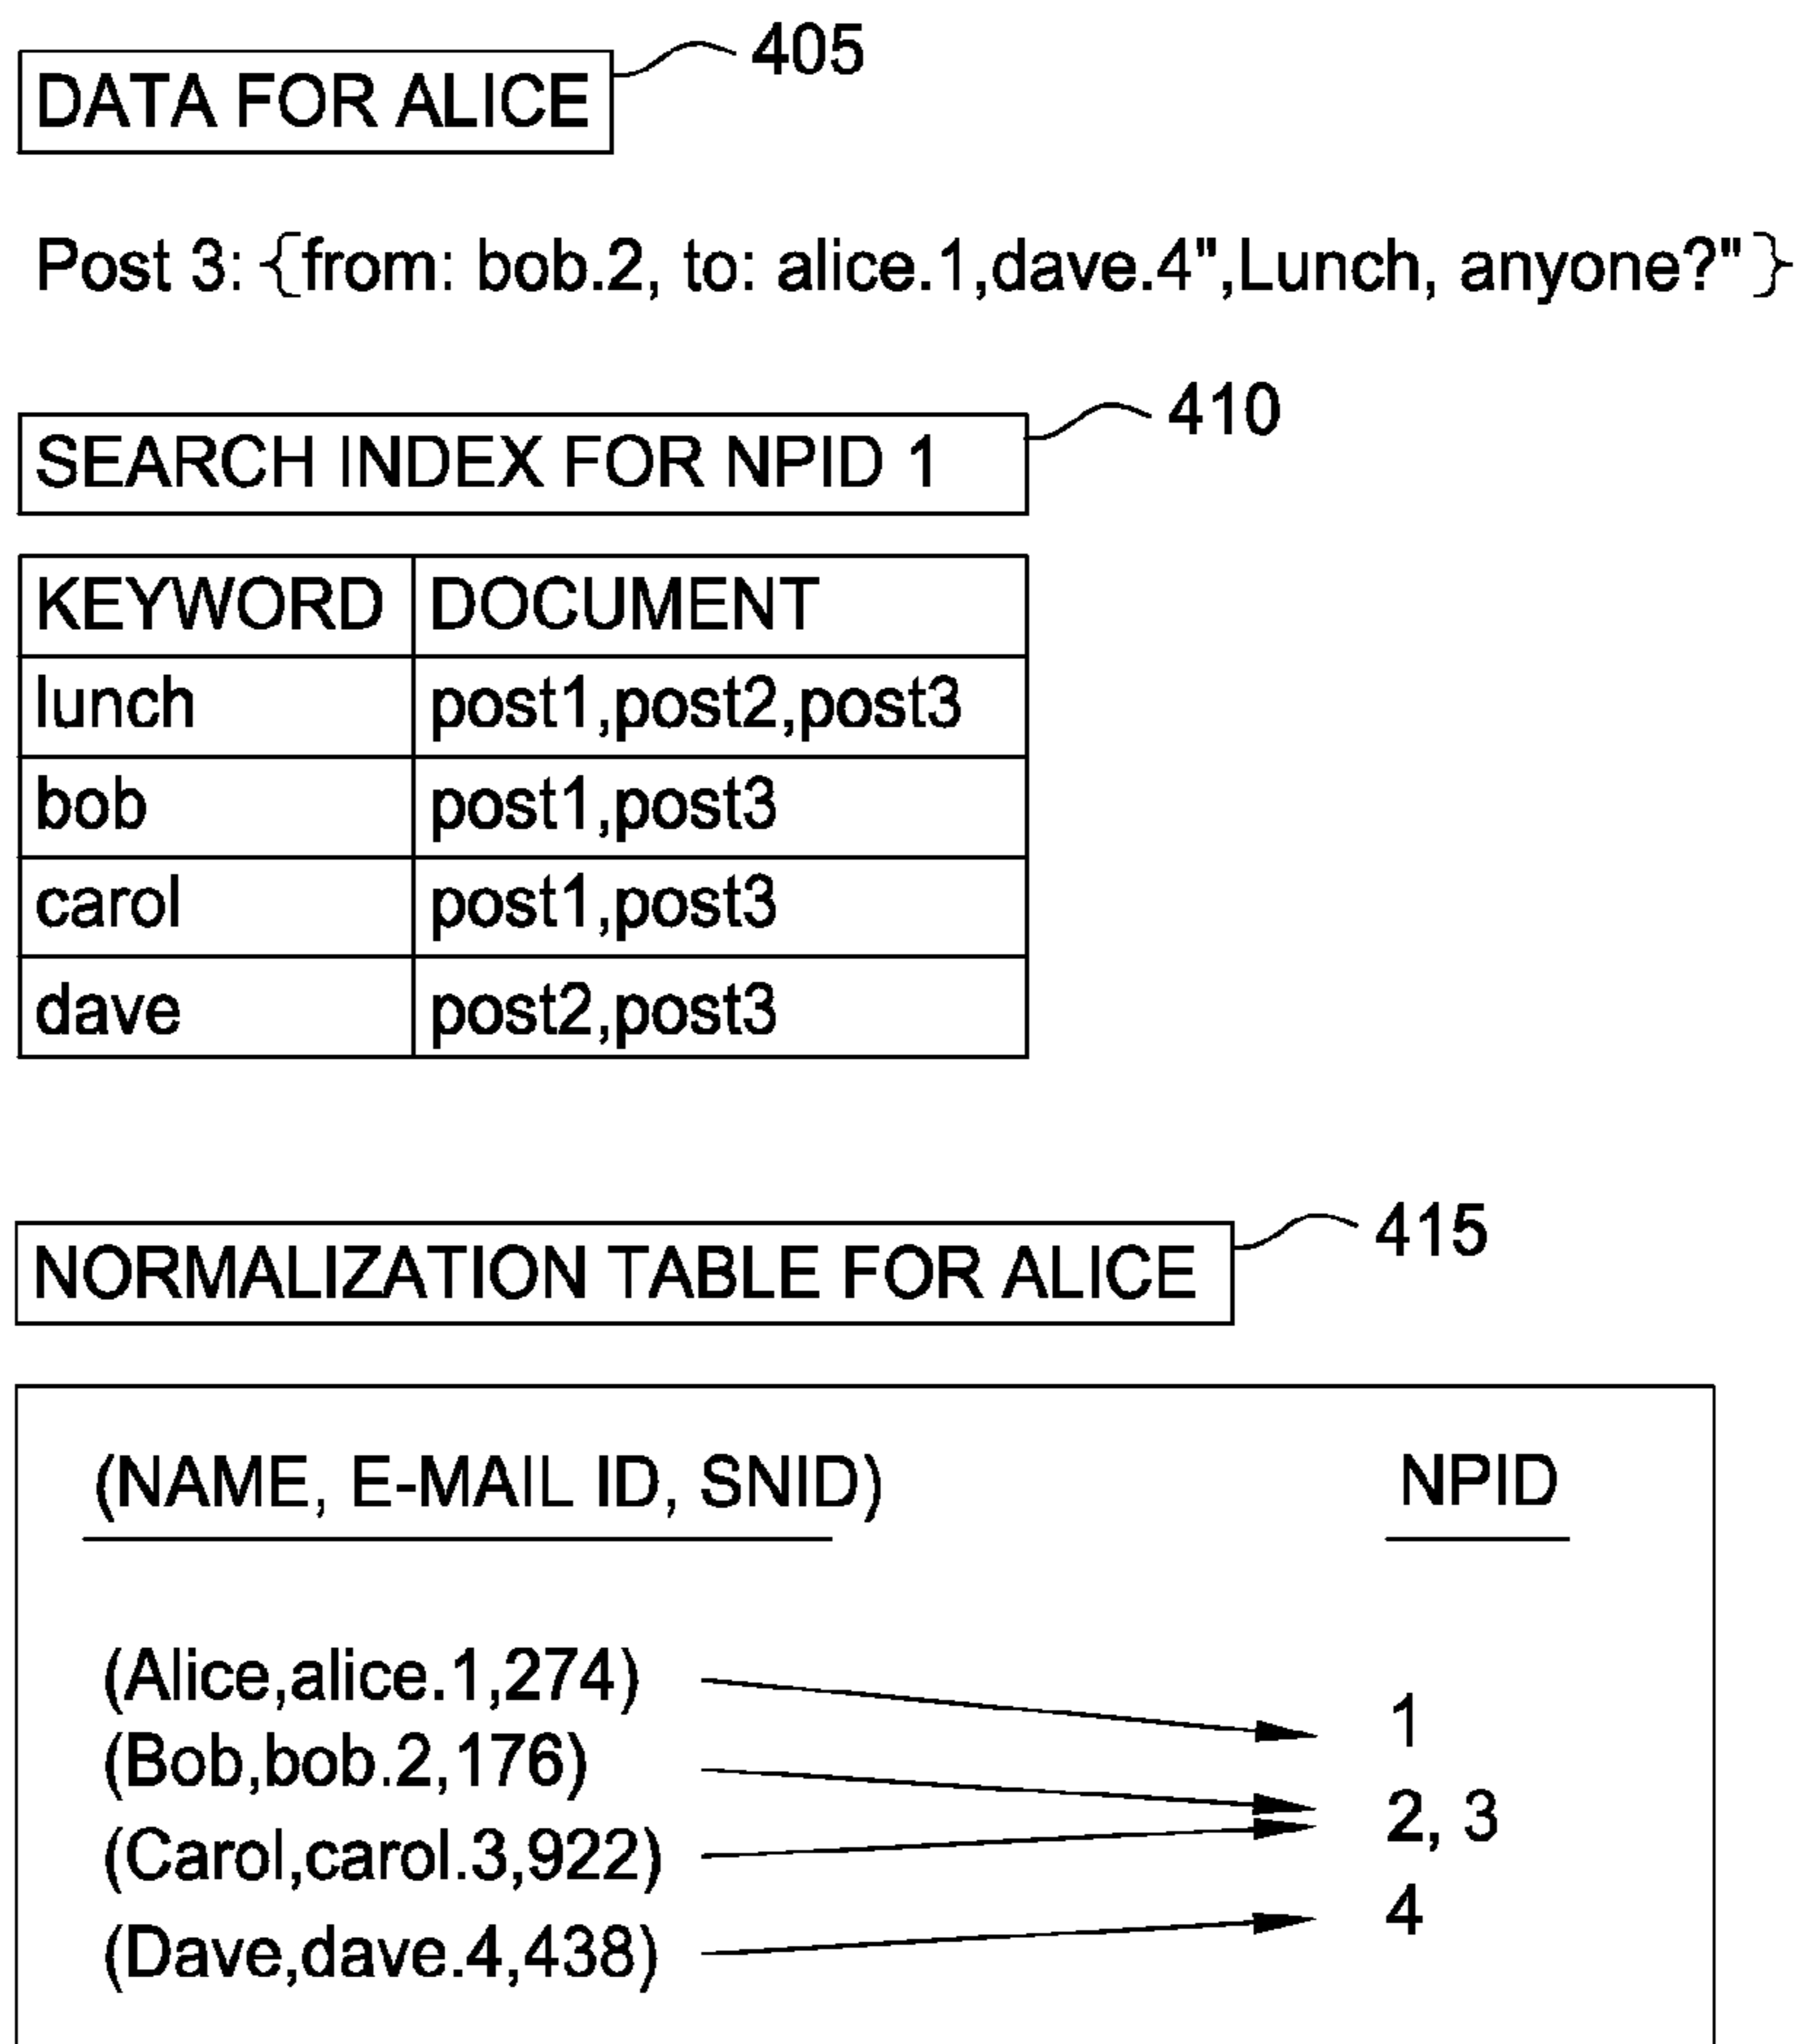 405
DATA FOR ALICE
Post 3: {from: bob.2, to: alice.1,dave.4",Lunch, anyone?"}
410
SEARCH INDEX FOR NPID 1
KEYWORD DOCUMENT
lunch post1,post2,post3
bob post1,post3
carol post1,post3
dave post2,post3
415
NORMALIZATION TABLE FOR ALICE
(NAME, E-MAIL ID, SNID) NPID
(Alice,alice.1,274) 1
(Bob,bob.2,176) 2, 3
(Carol,carol.3,922)
(Dave,dave.4,438) 4